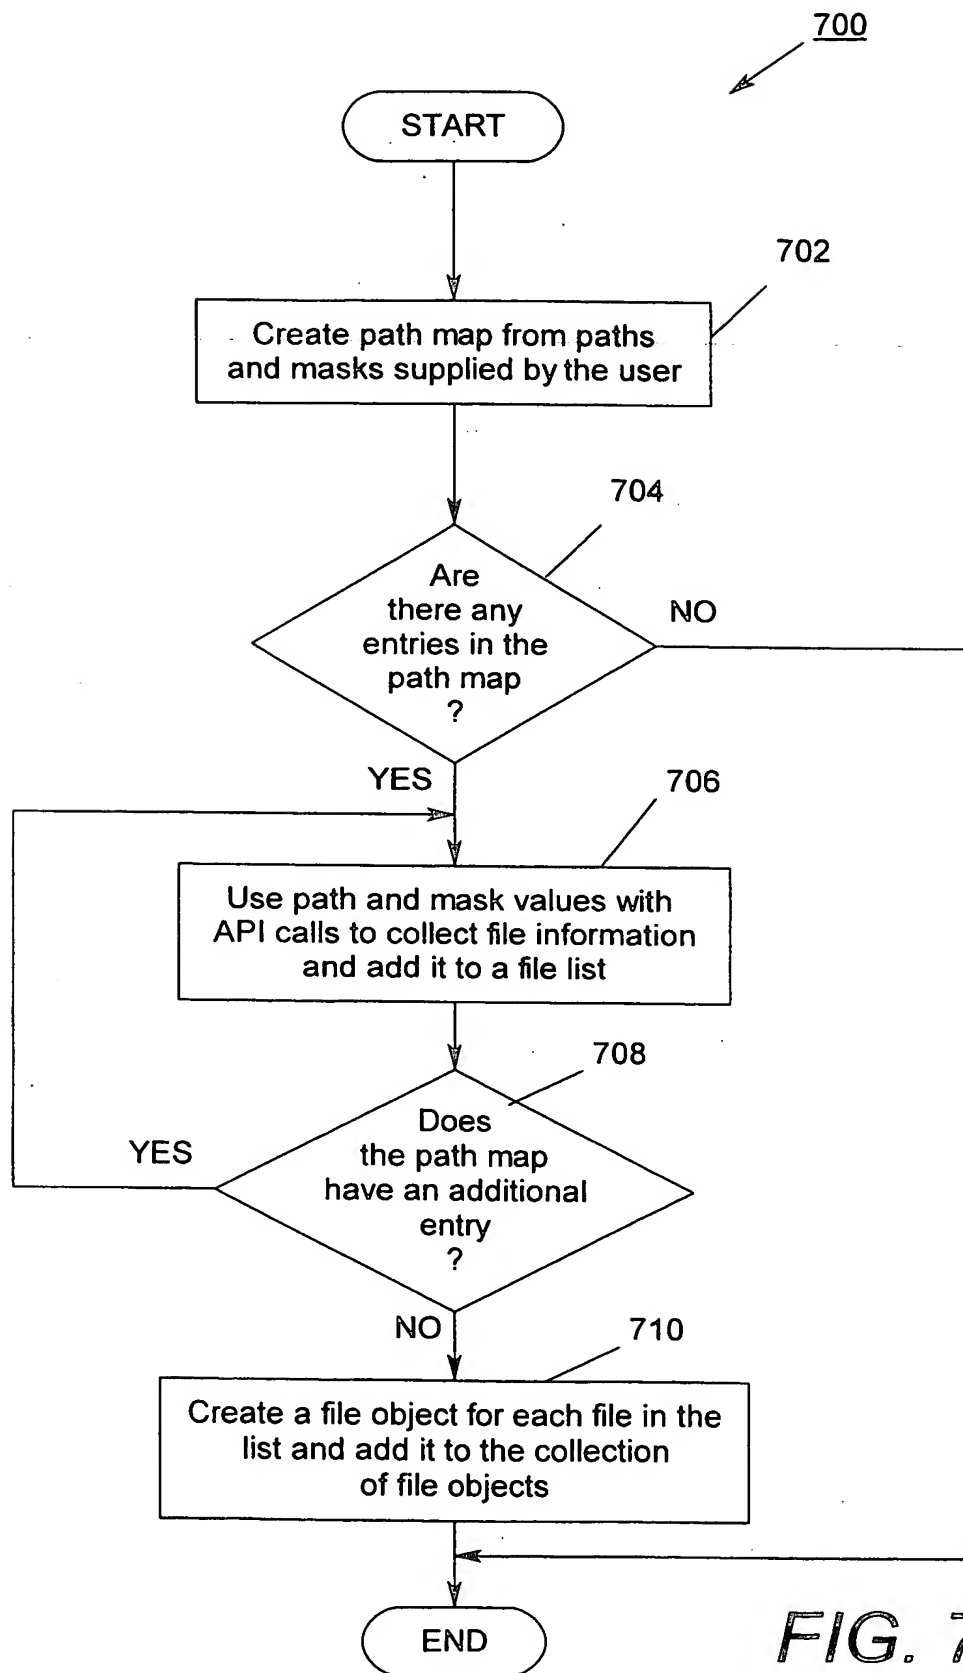 700
START
702
Create path map from paths
and masks supplied by the user
704
Are
there any
entries in the
path map
?
NO
YES
706
Use path and mask values with
API calls to collect file information
and add it to a file list
708
Does
the path map
have an additional
entry
?
YES
NO
710
Create a file object for each file in the
list and add it to the collection
of file objects
END
FIG. 7